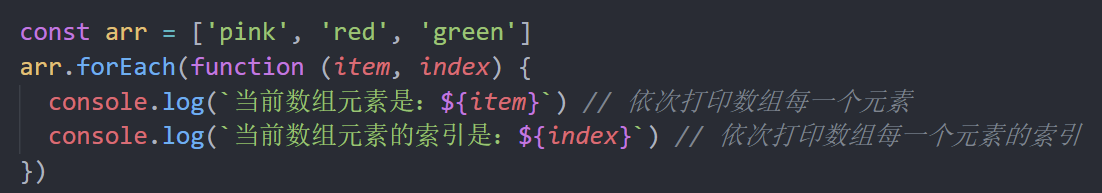 const arr = ['pink', 'red', 'green']
arr.forEach(function (item, index) {
  console.log(`当前数组元素是：${item}`) // 依次打印数组每一个元素
  console.log(`当前数组元素的索引是：${index}`) // 依次打印数组每一个元素的索引
})